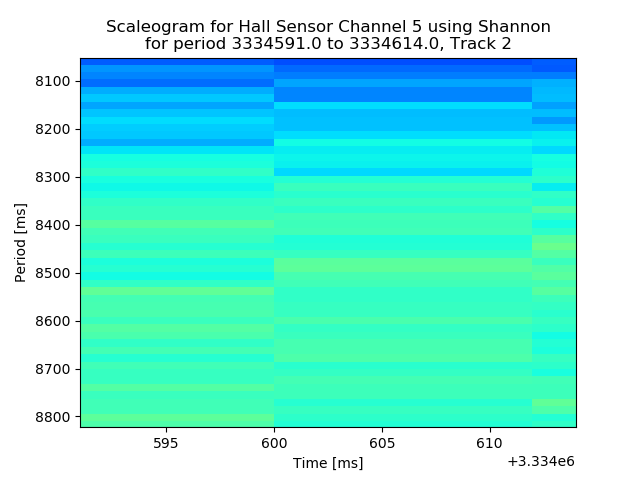 Scaleogram for Hall Sensor Channel 5 using Shannon
for period 3334591.0 to 3334614.0, Track 2
8100
8200
8300
8400
8500
8600
8700
8800
Period [ms]
595
600
605
610
Time [ms]
+3.334e6